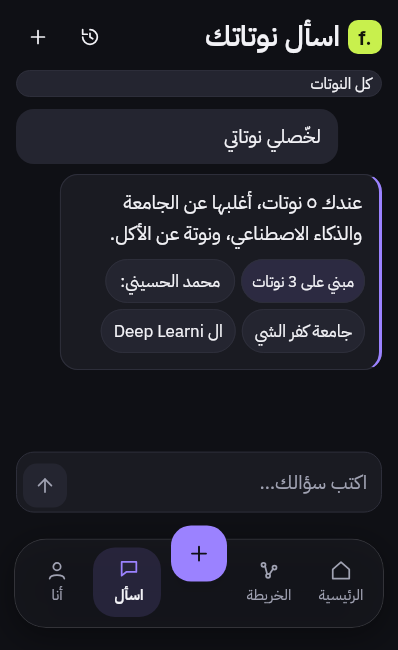 f. اسأل نوتاتك
كل النوتات
لخّصلي نوتاتي
عندك ٥ نوتات، أغلبها عن الجامعة
والذكاء الاصطناعي، ونوتة عن الأكل.
مبني على 3 نوتات
محمد الحسيني:
جامعة كفر الشي
ال Deep Learni
اكتب سؤالك...
الرئيسية
الخريطة
اسأل
أنا